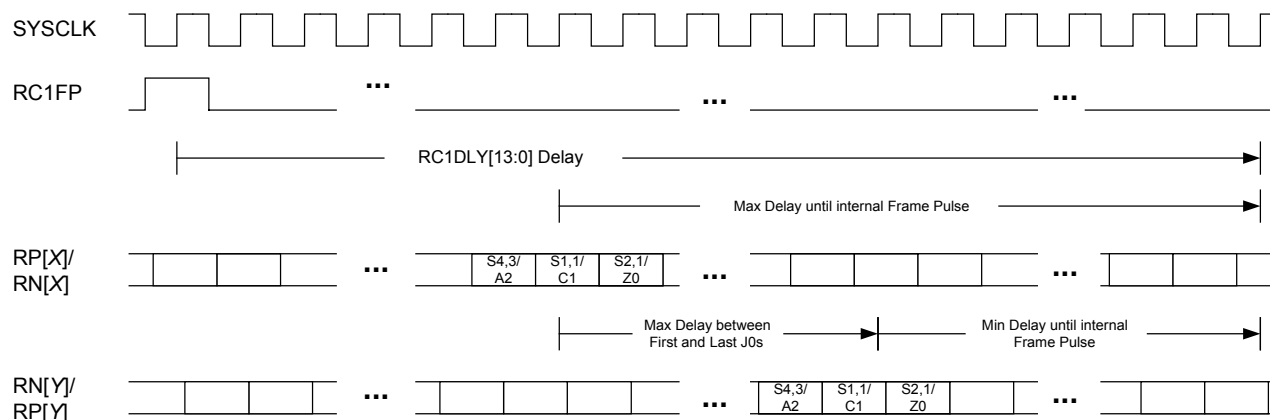 SYSCLK
RC1FP
...
...
...
RC1DLY[13:0] Delay
Max Delay until internal Frame Pulse
RP[X]/
RN[X]
...
S4,3/
A2
S1,1/
C1
S2,1/
Z0
...
...
Max Delay between
First and Last J0s
Min Delay until internal
Frame Pulse
RN[Y]/
RP[Y]
...
...
S4,3/
A2
S1,1/
C1
S2,1/
Z0
...